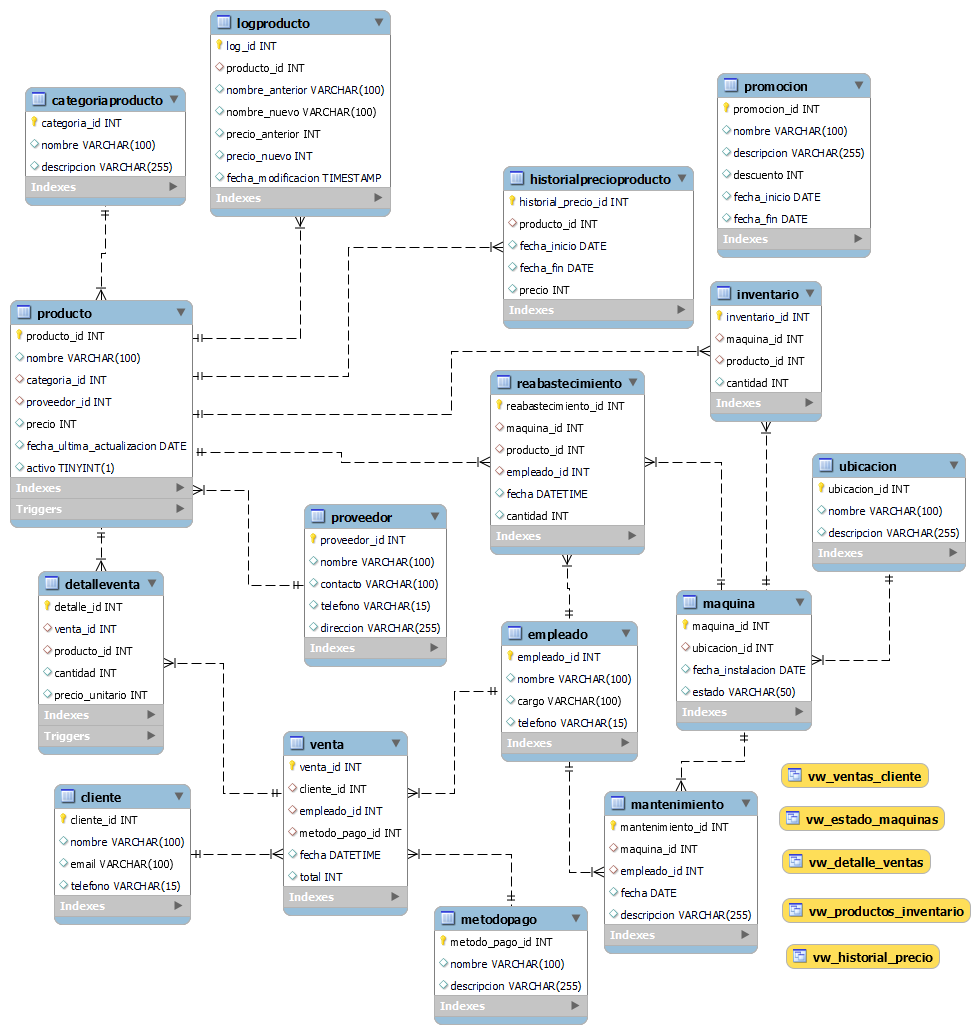 logproducto
log_id INT
producto_id INT
nombre_anterior VARCHAR(100)
nombre_nuevo VARCHAR(100)
precio_anterior INT
precio_nuevo INT
fecha_modificacion TIMESTAMP
Indexes
categoriaproducto
categoria_id INT
nombre VARCHAR(100)
descripcion VARCHAR(255)
Indexes
promocion
promocion_id INT
nombre VARCHAR(100)
descripcion VARCHAR(255)
descuento INT
fecha_inicio DATE
fecha_fin DATE
Indexes
historialprecioproducto
historial_precio_id INT
producto_id INT
fecha_inicio DATE
fecha_fin DATE
precio INT
Indexes
producto
producto_id INT
nombre VARCHAR(100)
categoria_id INT
proveedor_id INT
precio INT
fecha_ultima_actualizacion DATE
activo TINYINT(1)
Indexes
Triggers
inventario
inventario_id INT
maquina_id INT
producto_id INT
cantidad INT
Indexes
reabastecimiento
reabastecimiento_id INT
maquina_id INT
producto_id INT
empleado_id INT
fecha DATETIME
cantidad INT
Indexes
ubicacion
ubicacion_id INT
nombre VARCHAR(100)
descripcion VARCHAR(255)
Indexes
proveedor
proveedor_id INT
nombre VARCHAR(100)
contacto VARCHAR(100)
telefono VARCHAR(15)
direccion VARCHAR(255)
Indexes
detalleventa
detalle_id INT
venta_id INT
producto_id INT
cantidad INT
precio_unitario INT
Indexes
Triggers
maquina
maquina_id INT
ubicacion_id INT
fecha_instalacion DATE
estado VARCHAR(50)
Indexes
empleado
empleado_id INT
nombre VARCHAR(100)
cargo VARCHAR(100)
telefono VARCHAR(15)
Indexes
venta
venta_id INT
cliente_id INT
empleado_id INT
metodo_pago_id INT
fecha DATETIME
total INT
Indexes
cliente
cliente_id INT
nombre VARCHAR(100)
email VARCHAR(100)
telefono VARCHAR(15)
Indexes
mantenimiento
mantenimiento_id INT
maquina_id INT
empleado_id INT
fecha DATE
descripcion VARCHAR(255)
Indexes
metodopago
metodo_pago_id INT
nombre VARCHAR(100)
descripcion VARCHAR(255)
Indexes
vw_ventas_cliente
vw_estado_maquinas
vw_detalle_ventas
vw_productos_inventario
vw_historial_precio